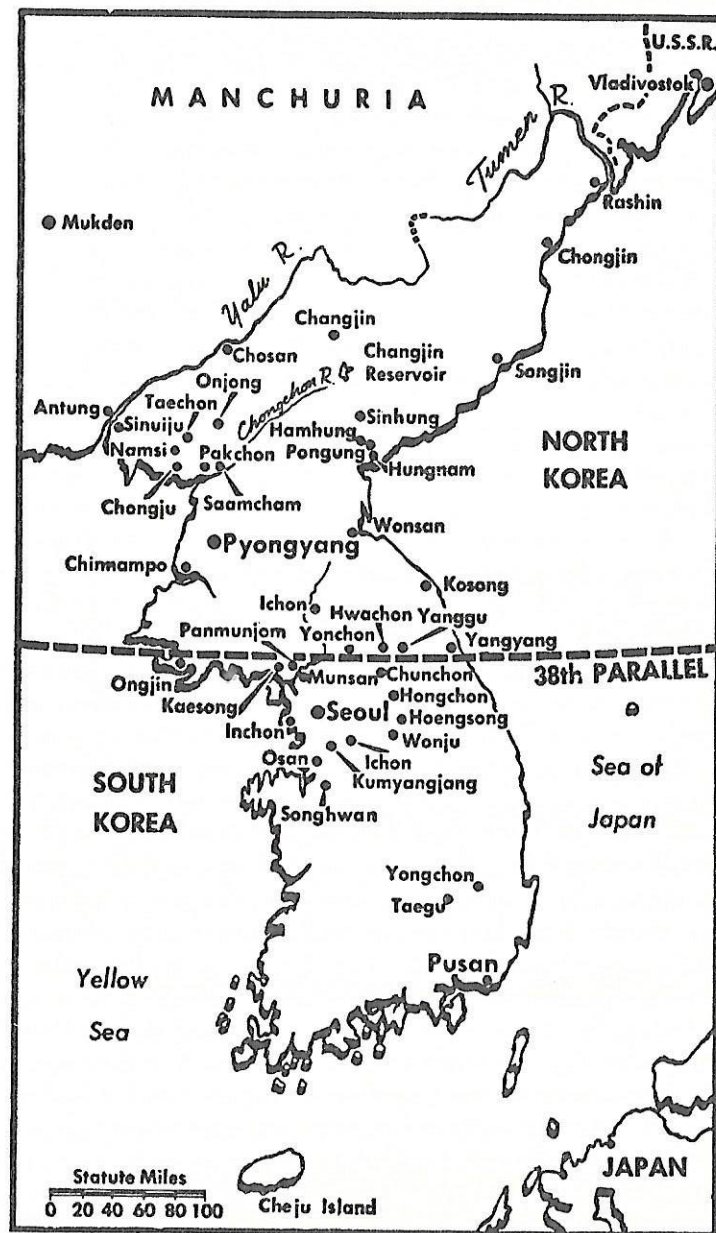 U.S.S.R.
MANCHURIA
Vladivostok
Tumen R.
Rashin
Mukden
Chongjin
Yalu R.
Changjin
Chosan
Changjin
Reservoir
Songjin
Onjong
Chongchon R.
Taechon
Antung
Sinuiju
Sinhung
Hamhung
Namsi
Pakchon
Pongung
Hungnam
NORTH
KOREA
Chongju
Saamcham
Wonsan
Pyongyang
Chinnampo
Kosong
Ichon
Hwachon
Yanggu
Panmunjom
Yonchon
Yangyang
38th PARALLEL
Ongjin
Kaesong
Munsan
Chunchon
Hongchon
Seoul
Hoengsong
Inchon
Wonju
Osan
Ichon
Kumyangjang
Songhwan
SOUTH
KOREA
Sea of
Japan
Yongchon
Taegu
Pusan
Yellow
Sea
Statute Miles
0 20 40 60 80 100
Cheju Island
JAPAN